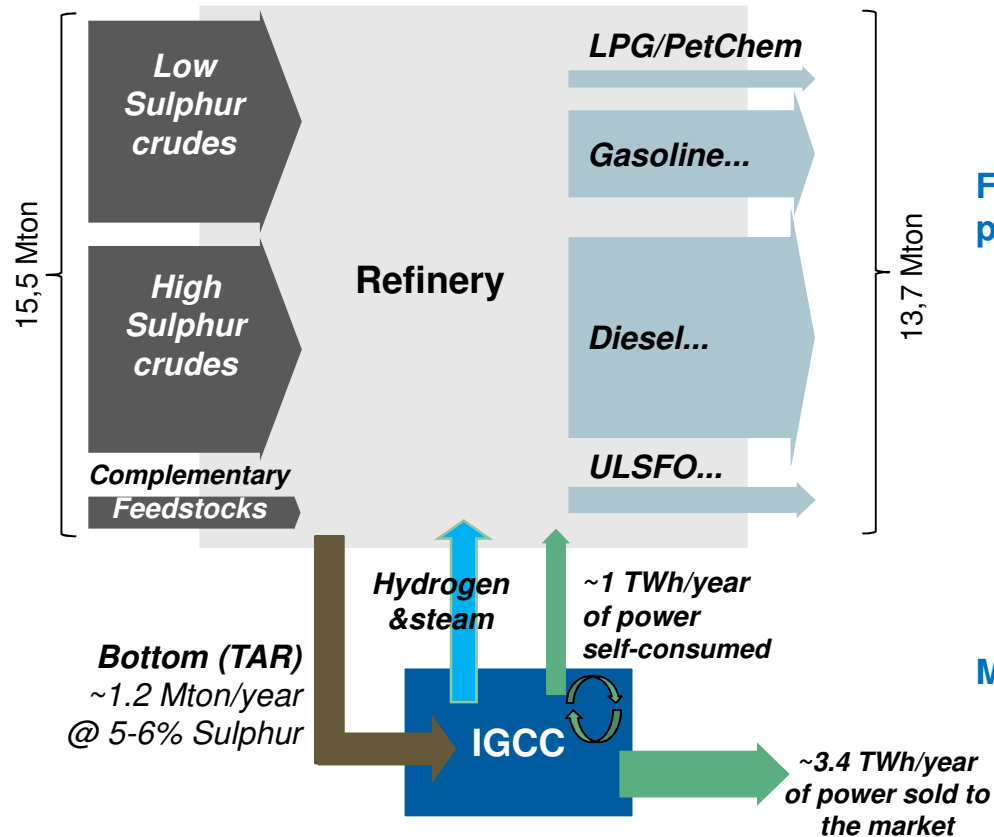 Low
Sulphur
crudes
High
Sulphur
crudes
Complementary
Feedstocks
15,5 Mton
Refinery
LPG/PetChem
Gasoline...
Diesel...
ULSFO...
13,7 Mton
F
p
Hydrogen
&steam
~1 TWh/year
of power
self-consumed
Bottom (TAR)
~1.2 Mton/year
@ 5-6% Sulphur
IGCC
M
~3.4 TWh/year
of power sold to
the market